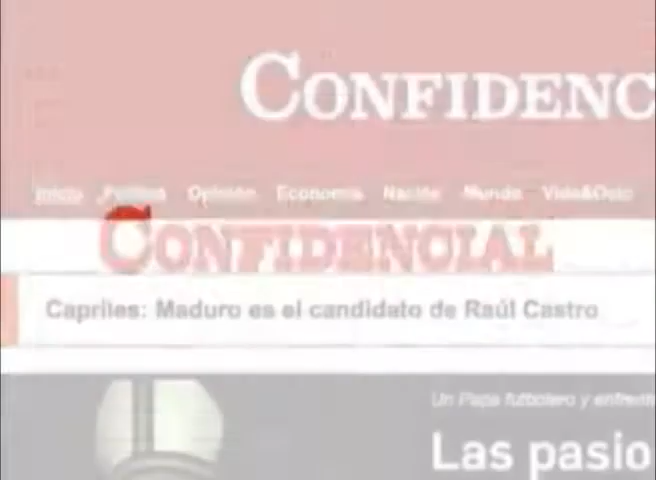 CONFIDENC
Inicio Política Opinión Economía Nación Mundo Vida&Ocio
CONFIDENCIAL
Capriles: Maduro es el candidato de Raúl Castro
Un Papa futbolero y enfrent
Las pasio